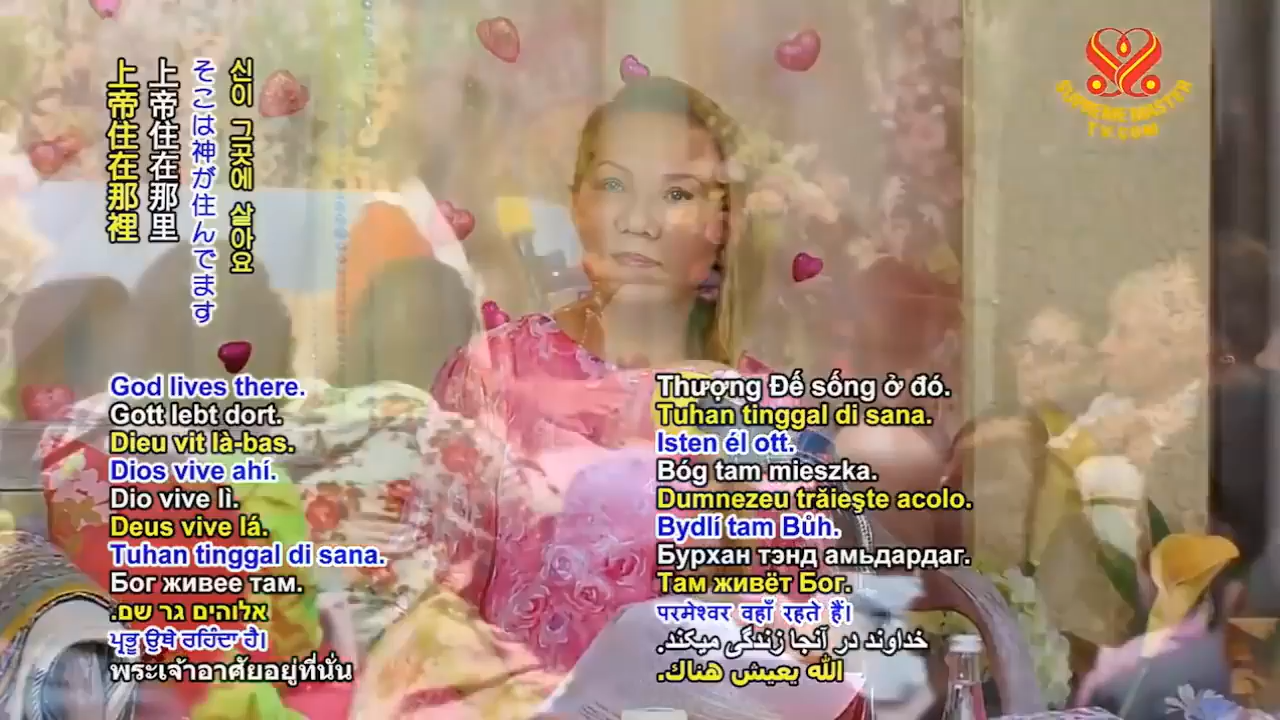 上帝住在那裡
上帝住在那里
そこは神が住んでます
신이 그곳에 살아요
SUPREME MASTER
TV.COM
God lives there.
Gott lebt dort.
Dieu vit là-bas.
Dios vive ahí.
Dio vive lì.
Deus vive lá.
Tuhan tinggal di sana.
Бог живее там.
אלוהים גר שם.
ਪ੍ਰਭੂ ਉਥੇ ਰਹਿੰਦਾ ਹੈ।
พระเจ้าอาศัยอยู่ที่นั่น
Thượng Đế sống ở đó.
Tuhan tinggal di sana.
Isten él ott.
Bóg tam mieszka.
Dumnezeu trăieşte acolo.
Bydlí tam Bůh.
Бурхан тэнд амьдардаг.
Там живёт Бог.
परमेश्वर वहाँ रहते हैं।
خداوند در آنجا زندگی میکند.
الله يعيش هناك.